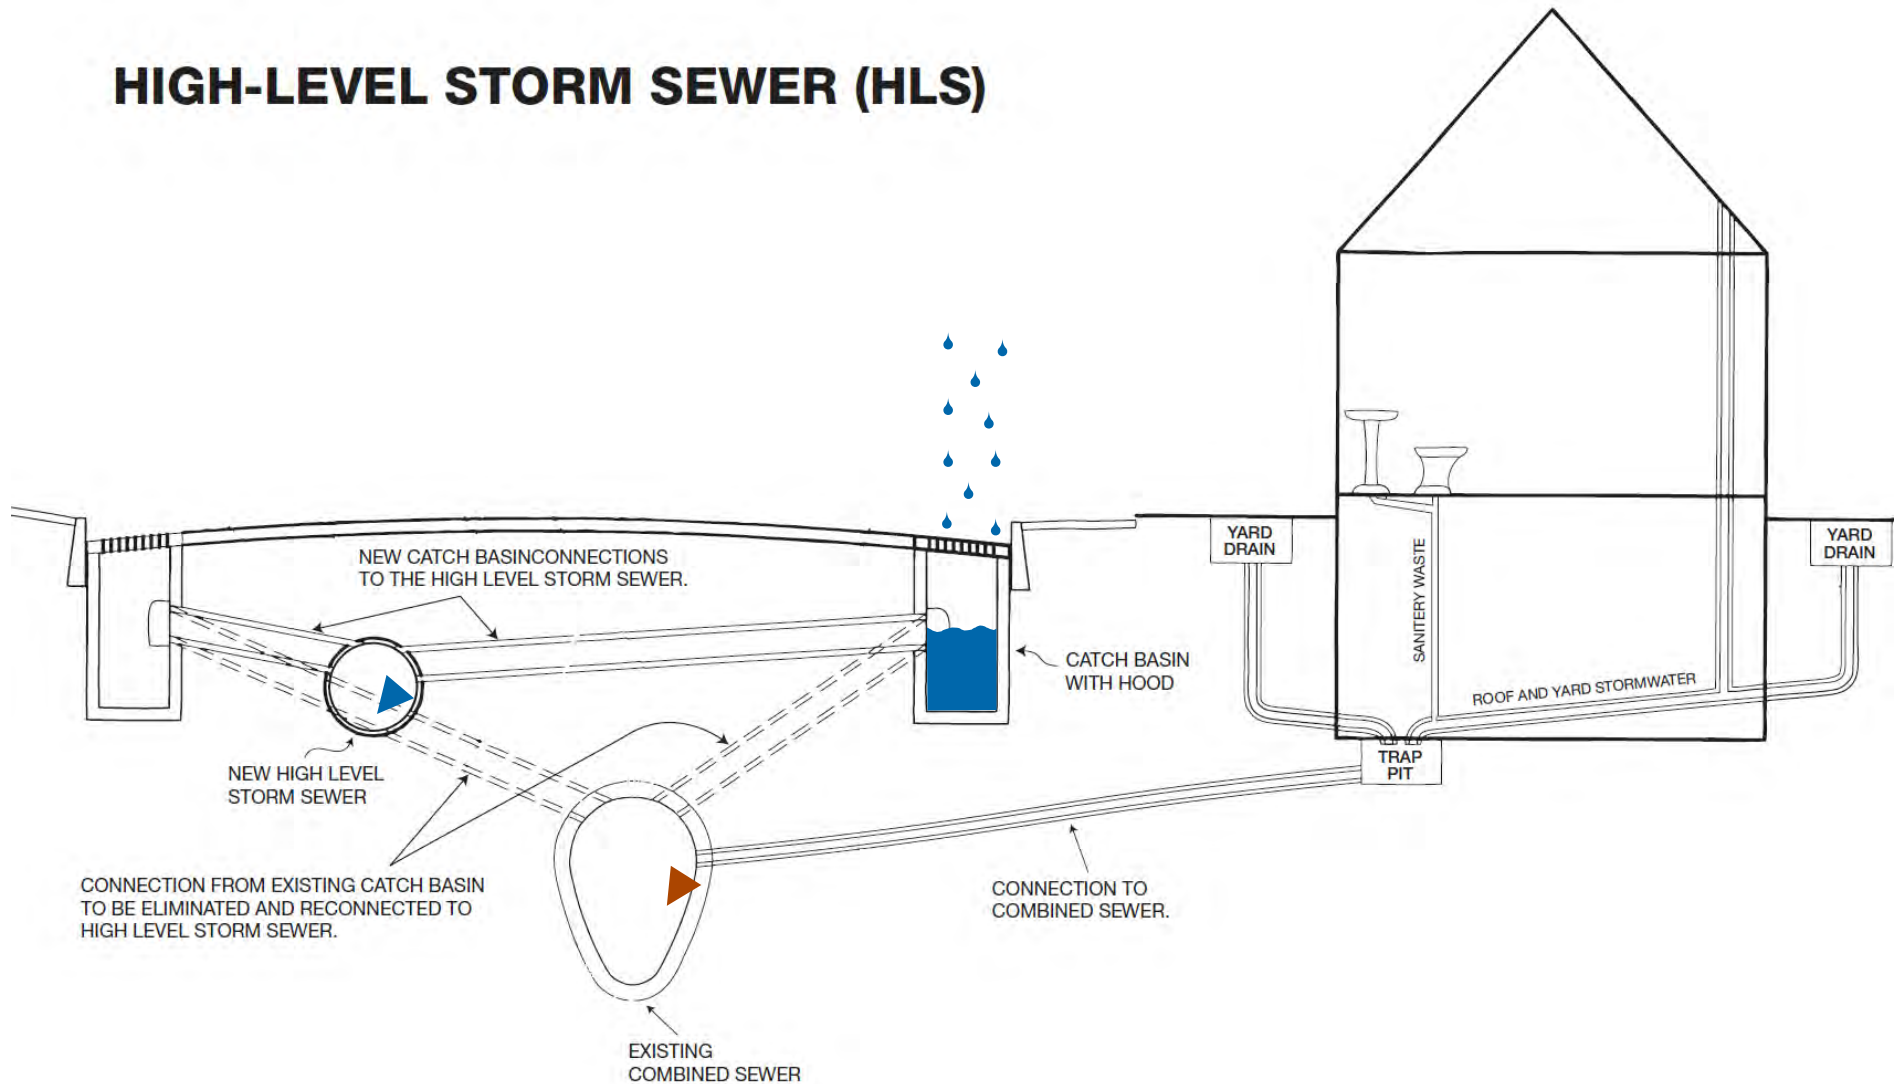 HIGH-LEVEL STORM SEWER (HLS)
NEW CATCH BASINCONNECTIONS
TO THE HIGH LEVEL STORM SEWER.
YARD
DRAIN
YARD
DRAIN
SANITERY WASTE
CATCH BASIN
WITH HOOD
ROOF AND YARD STORMWATER
TRAP
PIT
NEW HIGH LEVEL
STORM SEWER
CONNECTION FROM EXISTING CATCH BASIN
TO BE ELIMINATED AND RECONNECTED TO
HIGH LEVEL STORM SEWER.
CONNECTION TO
COMBINED SEWER.
EXISTING
COMBINED SEWER